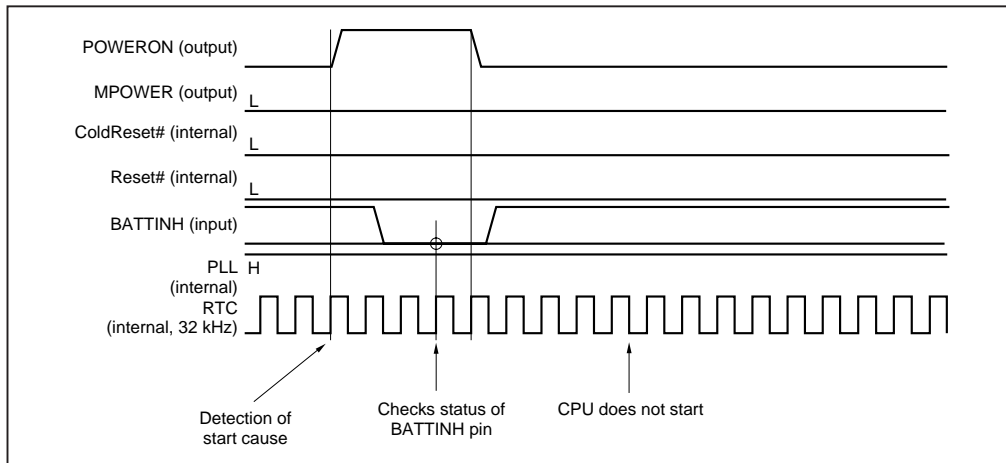 POWERON (output)
MPOWER (output)
L
ColdReset# (internal)
L
Reset# (internal)
L
BATTINH (input)
PLL H
(internal)
RTC
(internal, 32 kHz)
Detection of
start cause
Checks status of
BATTINH pin
CPU does not start